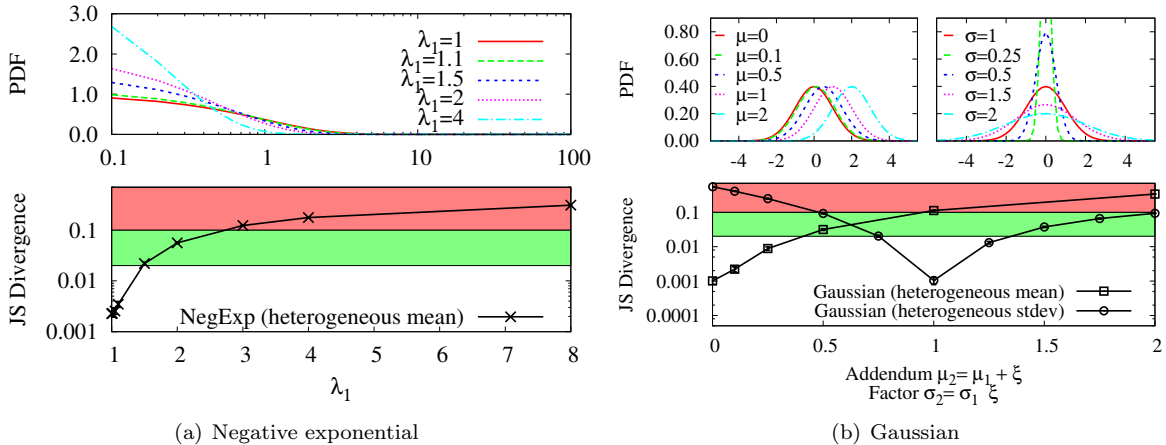 PDF
3.0
2.0
1.0
0.0
λ1=1
λ1=1.1
λ1=1.5
λ1=2
λ1=4
0.1
1
10
100
JS Divergence
0.1
0.01
0.001
NegExp (heterogeneous mean)
1
2
3
4
5
6
7
8
λ1
(a) Negative exponential
PDF
0.80
0.60
0.40
0.20
0.00
μ=0
μ=0.1
μ=0.5
μ=1
μ=2
-4
-2
0
2
4
σ=1
σ=0.25
σ=0.5
σ=1.5
σ=2
-4
-2
0
2
4
JS Divergence
0.1
0.01
0.001
0.0001
Gaussian (heterogeneous mean)
Gaussian (heterogeneous stdev)
0
0.5
1
1.5
2
Addendum μ2= μ1 + ξ
Factor σ2= σ1 ξ
(b) Gaussian